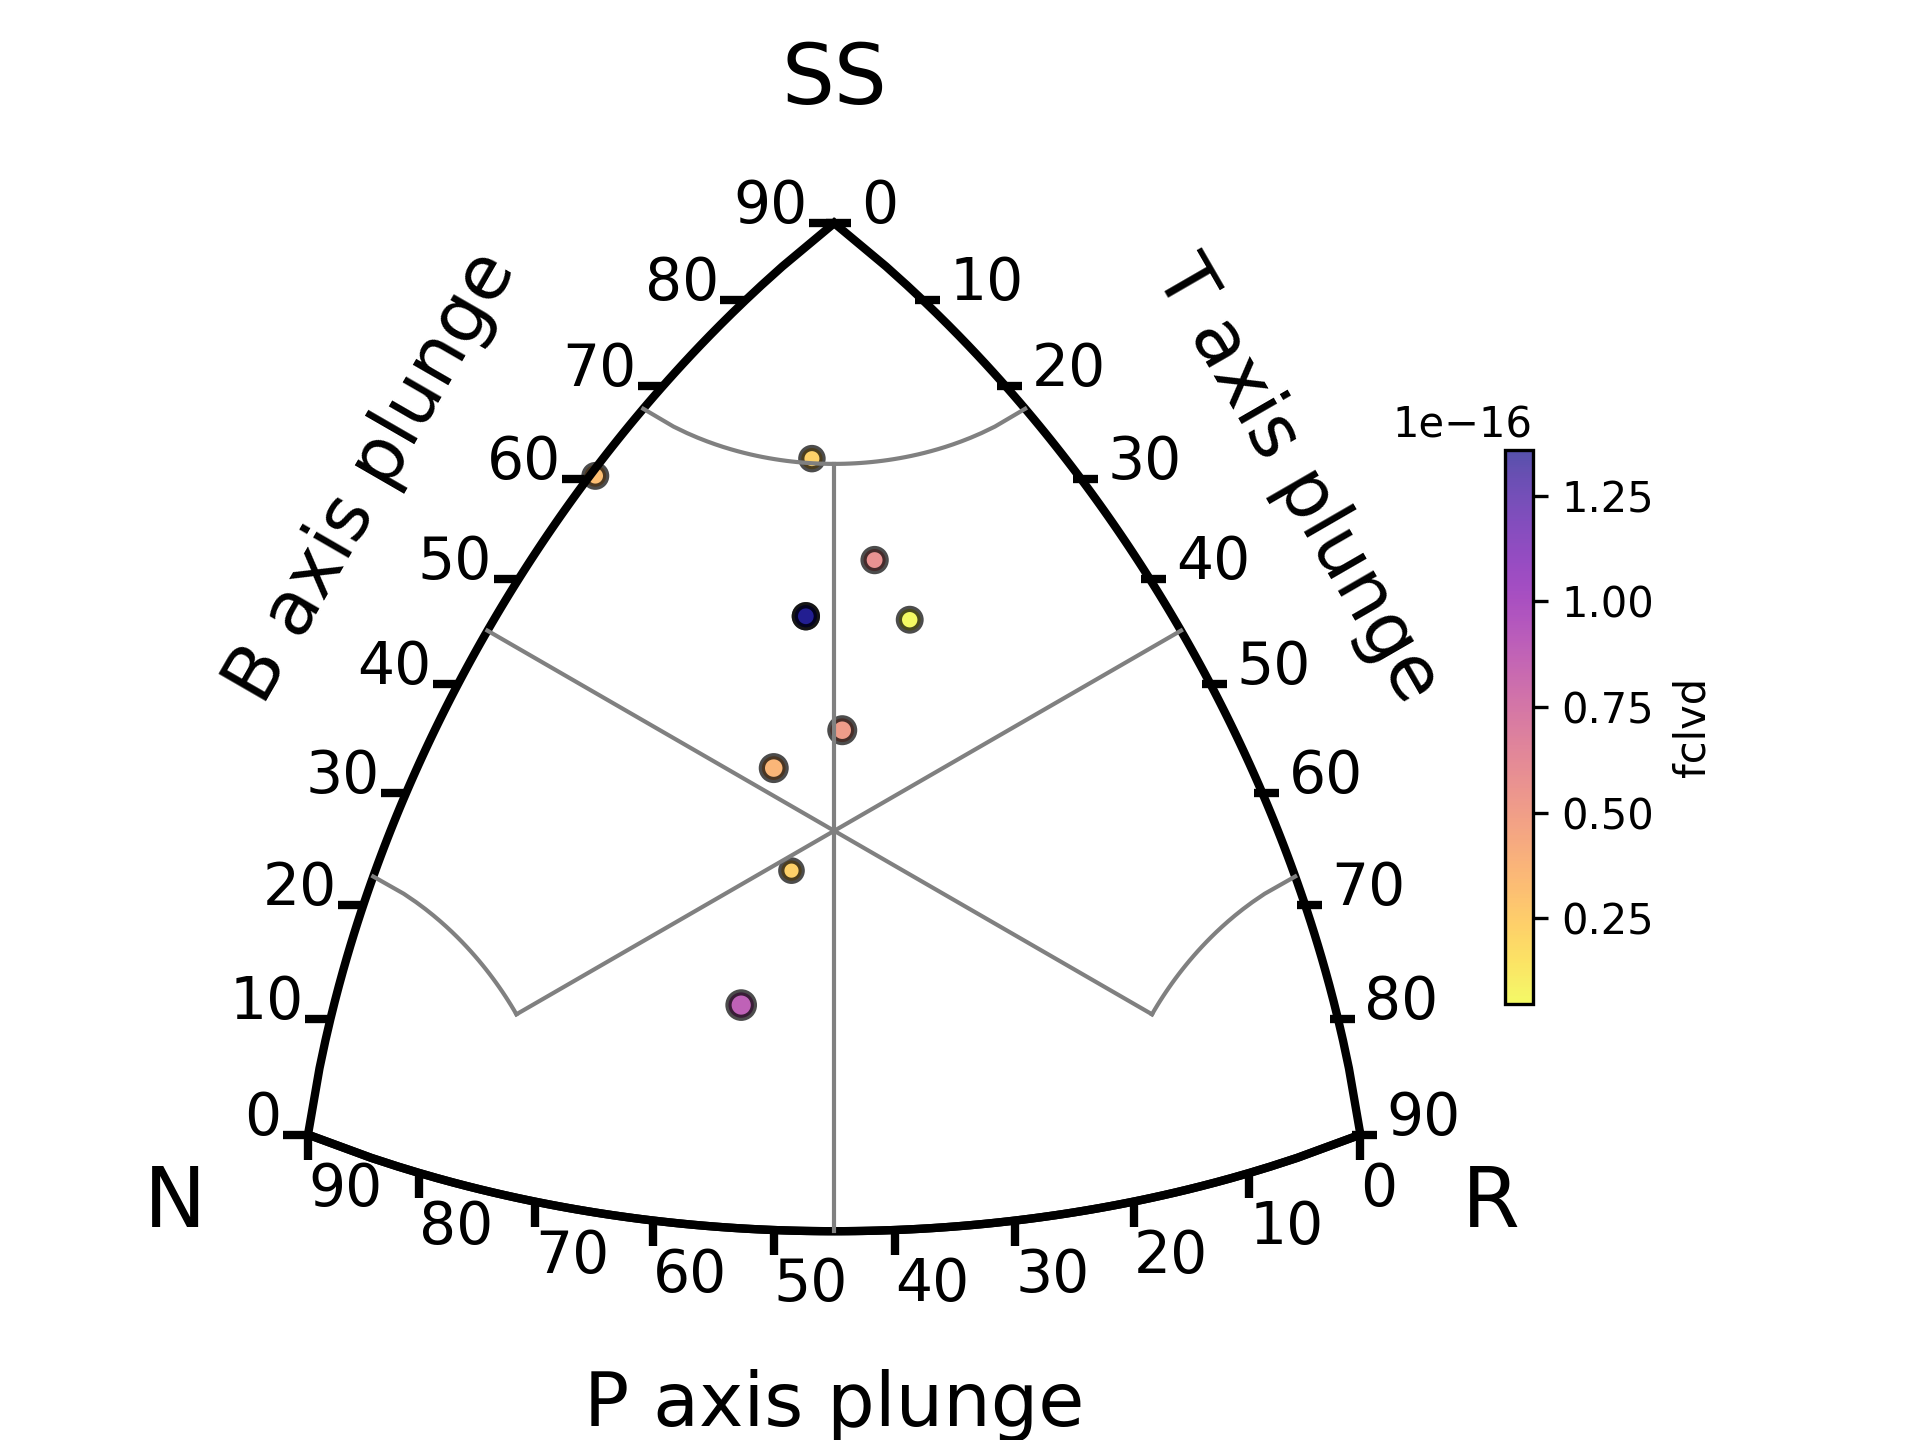 SS
90 0
80 10
70 20
60 30
50 40
40 50
30 60
20 70
10 80
0 90
B axis plunge
T axis plunge
N R
90 80 70 60 50 40 30 20 10 0
P axis plunge
1e−16
1.25
1.00
0.75
0.50
0.25
fclvd